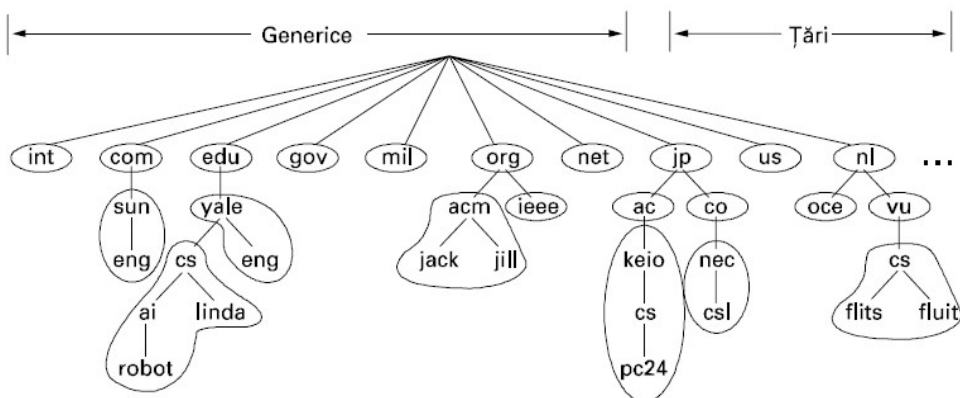 Generice Țări
int com edu gov mil org net jp us nl ...
sun yale acm ieee ac co oce vu
eng cs eng jack jill keio nec cs
ai linda cs csl flits fluit
robot pc24